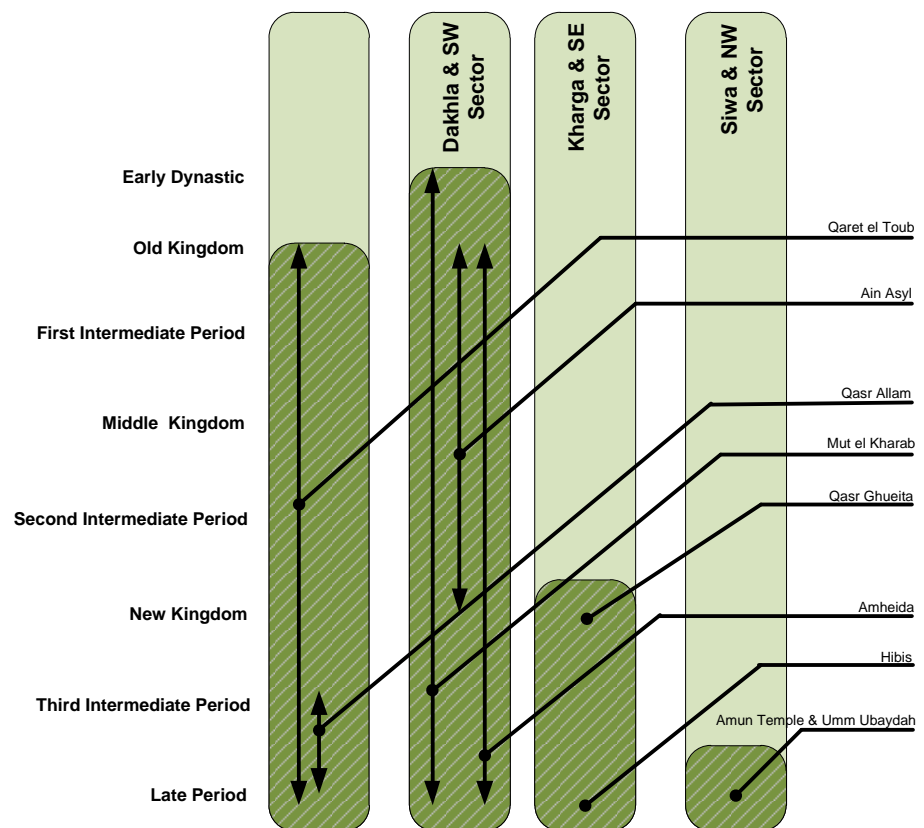 Dakhla & SW
Sector
Kharga & SE
Sector
Siwa & NW
Sector
Early Dynastic
Old Kingdom
First Intermediate Period
Middle  Kingdom
Second Intermediate Period
New Kingdom
Third Intermediate Period
Late Period
Qaret el Toub
Ain Asyl
Qasr Allam
Mut el Kharab
Qasr Ghueita
Amheida
Hibis
Amun Temple & Umm Ubaydah